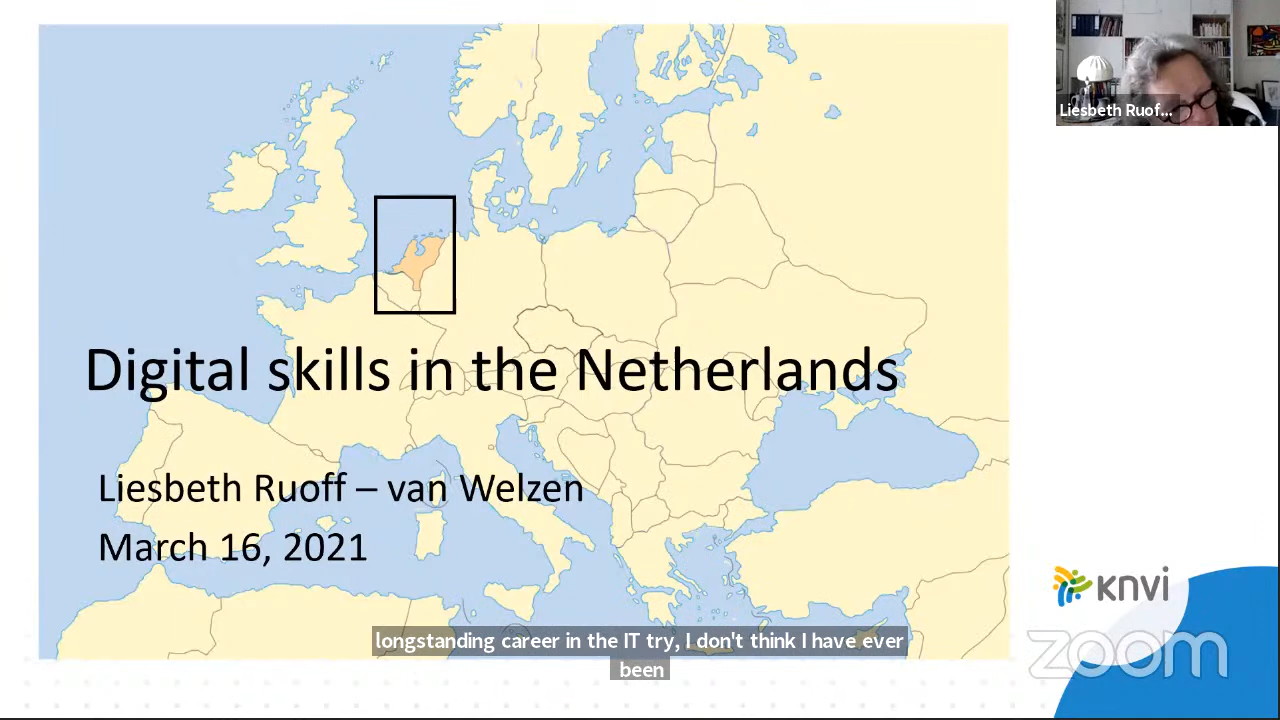 Liesbeth Ruof...
Digital skills in the Netherlands
Liesbeth Ruoff – van Welzen
March 16, 2021
knvi
longstanding career in the IT try, I don't think I have ever
been
zoom